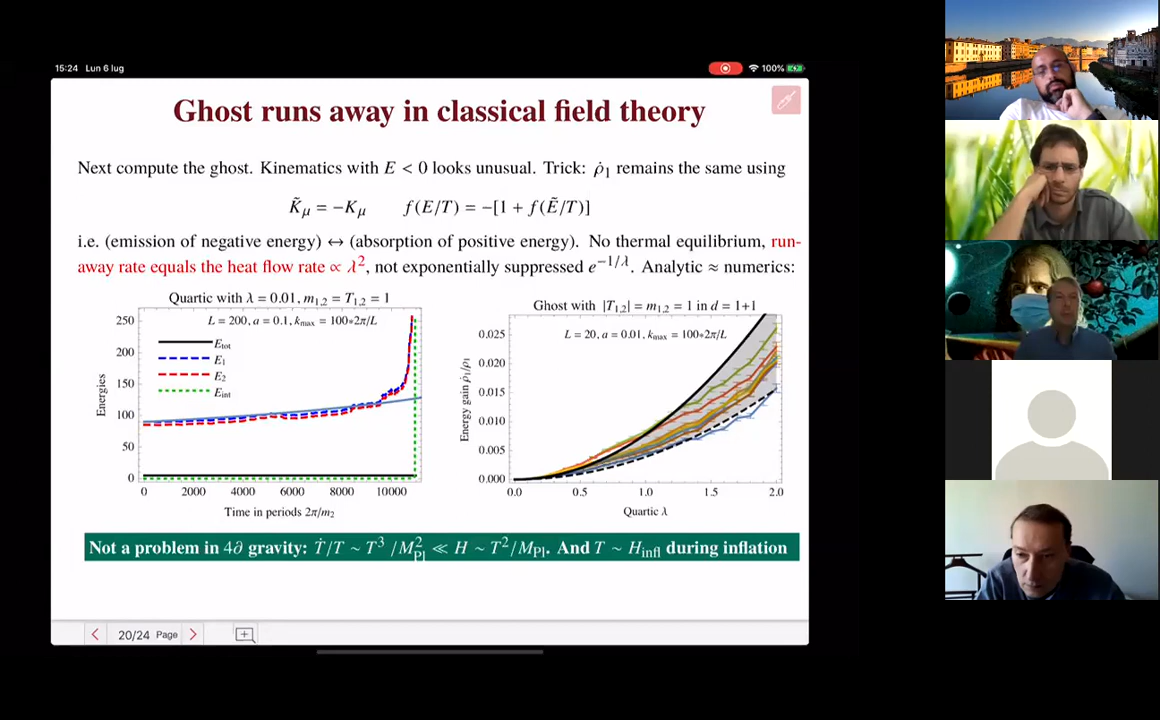 15:24 Lun 6 lug
100%
Ghost runs away in classical field theory
Next compute the ghost. Kinematics with E < 0 looks unusual. Trick: ρ̇₁ remains the same using
K̃_μ = −K_μ f(E/T) = −[1 + f(Ẽ/T)]
i.e. (emission of negative energy) ↔ (absorption of positive energy). No thermal equilibrium, run-
away rate equals the heat flow rate ∝ λ², not exponentially suppressed e^{−1/λ}. Analytic ≈ numerics:
Quartic with λ = 0.01, m₁,₂ = T₁,₂ = 1
L = 200, a = 0.1, k_max = 100*2π/L
E_tot
E₁
E₂
E_int
Energies
250
200
150
100
50
0
0 2000 4000 6000 8000 10000
Time in periods 2π/m₂
Ghost with |T₁,₂| = m₁,₂ = 1 in d = 1+1
L = 20, a = 0.01, k_max = 100*2π/L
Energy gain ρ̇₁/ρ₁
0.025
0.020
0.015
0.010
0.005
0.000
0.0 0.5 1.0 1.5 2.0
Quartic λ
Not a problem in 4∂ gravity: Ṫ/T ~ T³/M²_Pl ≪ H ~ T²/M_Pl. And T ~ H_infl during inflation
20/24 Page